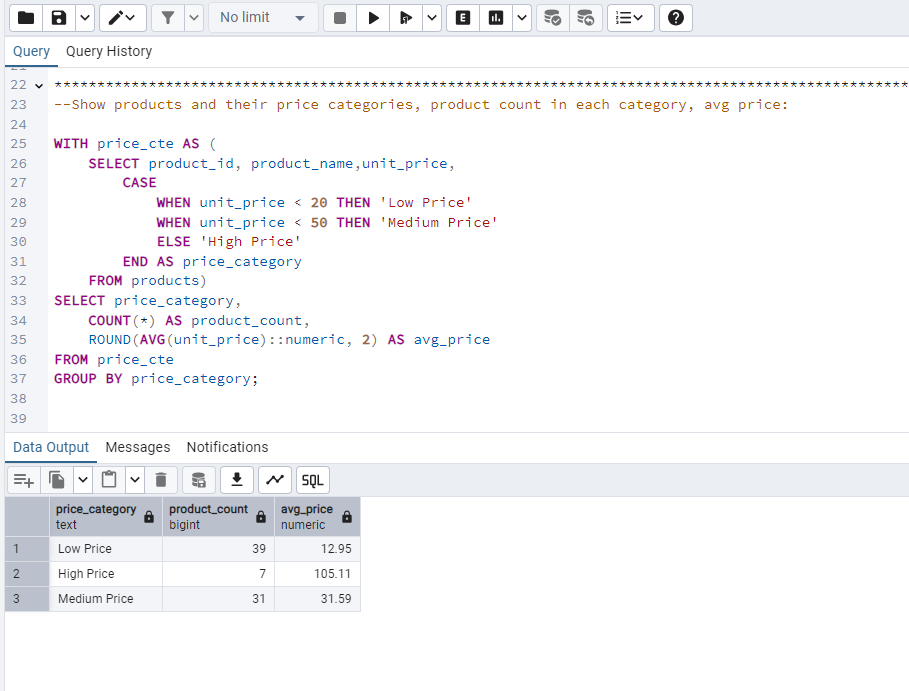 No limit
E
Query Query History
22 ****************************************************************************************************
23 --Show products and their price categories, product count in each category, avg price:
24
25 WITH price_cte AS (
26 SELECT product_id, product_name,unit_price,
27 CASE
28 WHEN unit_price < 20 THEN 'Low Price'
29 WHEN unit_price < 50 THEN 'Medium Price'
30 ELSE 'High Price'
31 END AS price_category
32 FROM products)
33 SELECT price_category,
34 COUNT(*) AS product_count,
35 ROUND(AVG(unit_price)::numeric, 2) AS avg_price
36 FROM price_cte
37 GROUP BY price_category;
38
39
Data Output Messages Notifications
SQL
price_category product_count avg_price
text bigint numeric
1 Low Price 39 12.95
2 High Price 7 105.11
3 Medium Price 31 31.59